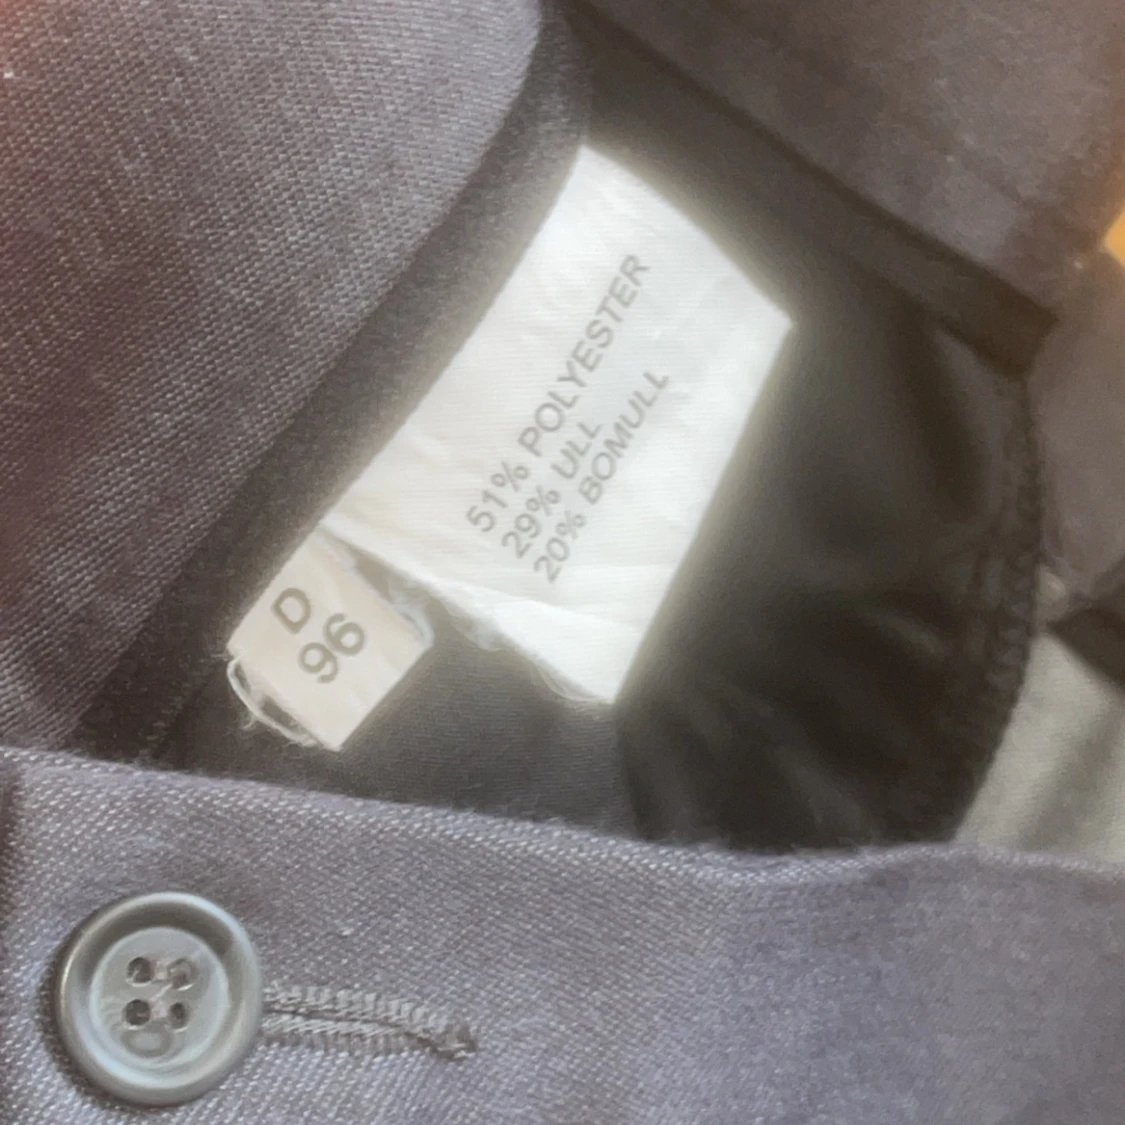 51% POLYESTER
29% ULL
20% BOMULL
D
96